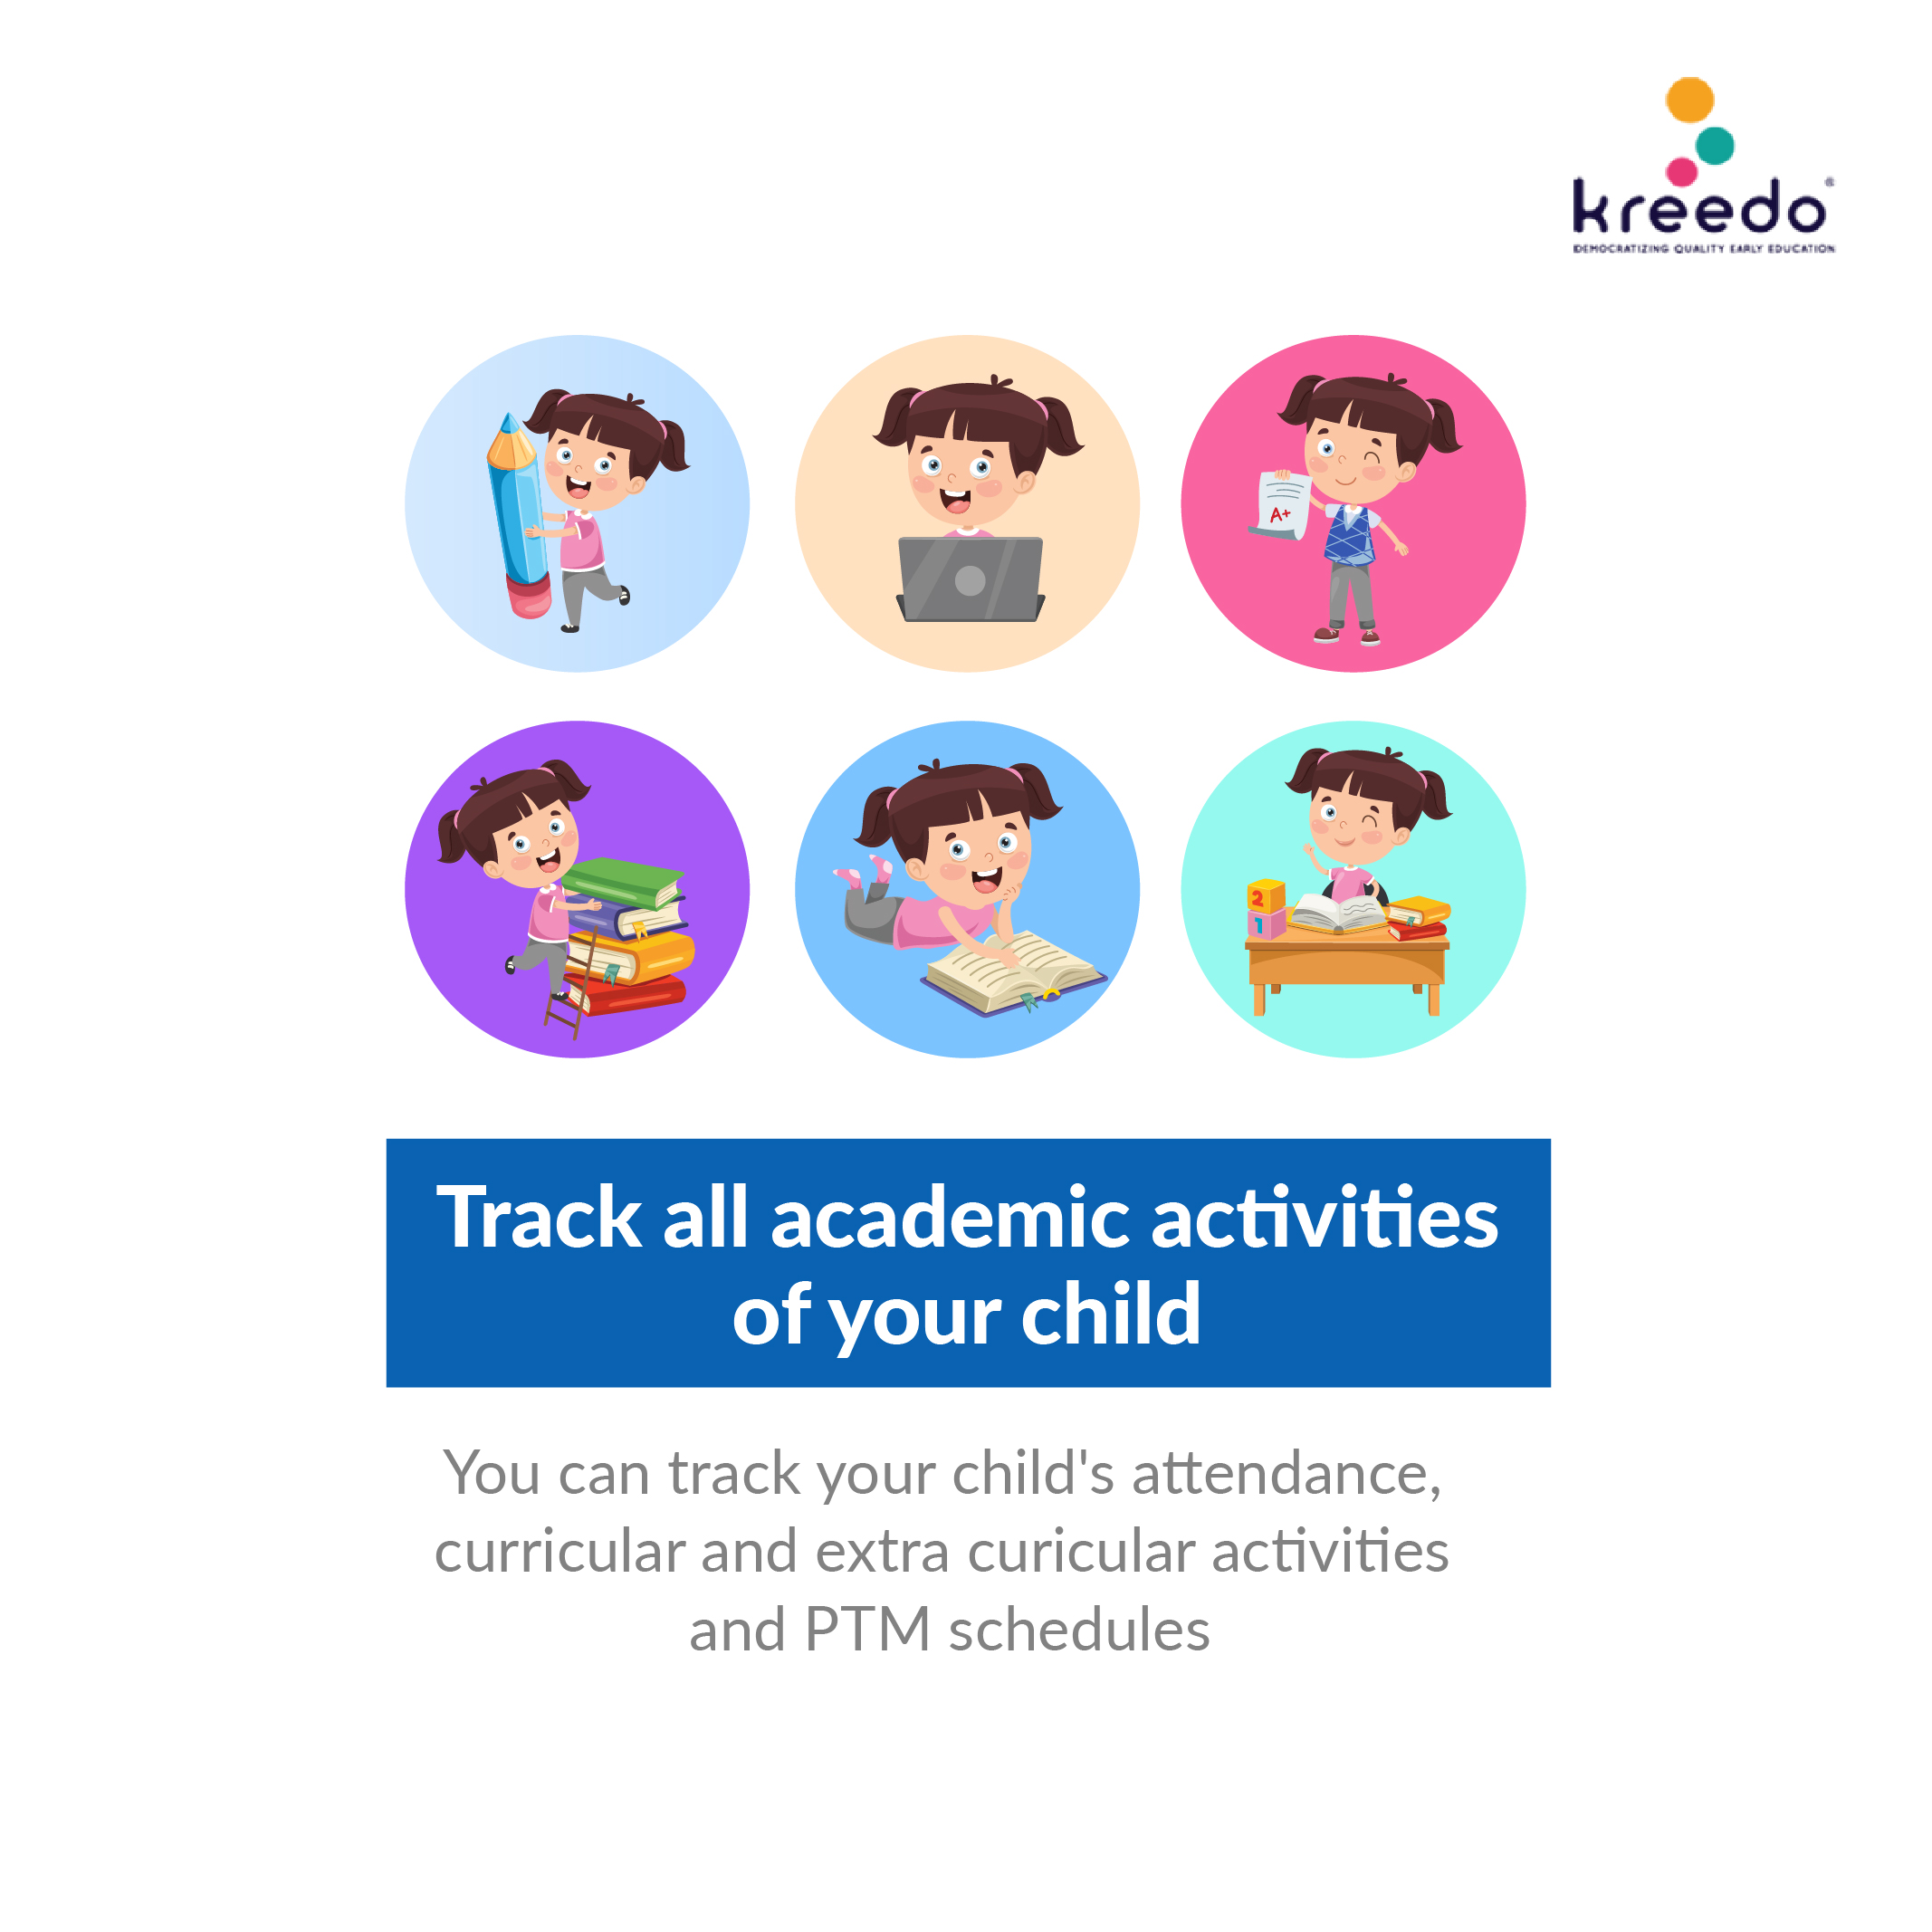 kreedo
DEMOCRATIZING QUALITY EARLY EDUCATION
A+
2
1
Track all academic activities
of your child
You can track your child's attendance,
curricular and extra curicular activities
and PTM schedules